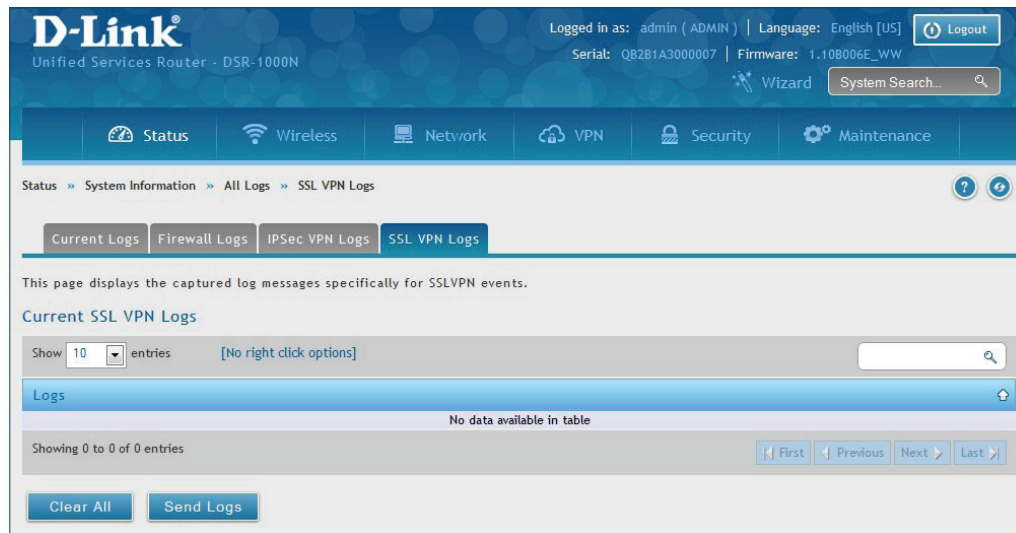 D-Link®
Unified Services Router - DSR-1000N
Logged in as: admin ( ADMIN ) | Language: English [US]
Logout
Serial: QB2B1A3000007 | Firmware: 1.10B006E_WW
Wizard
System Search...
Status
Wireless
Network
VPN
Security
Maintenance
Status » System Information » All Logs » SSL VPN Logs
?
Current Logs
Firewall Logs
IPSec VPN Logs
SSL VPN Logs
This page displays the captured log messages specifically for SSLVPN events.
Current SSL VPN Logs
Show 10 entries
[No right click options]
Logs
No data available in table
Showing 0 to 0 of 0 entries
First
Previous
Next
Last
Clear All
Send Logs